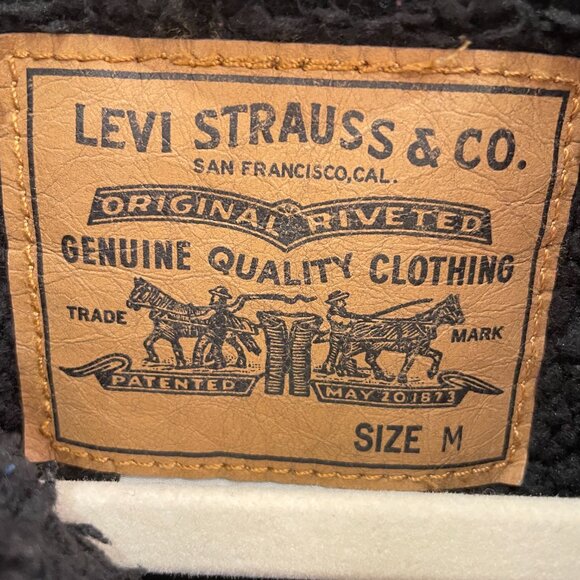 LEVI STRAUSS & CO.
SAN FRANCISCO, CAL.
ORIGINAL RIVETED
GENUINE QUALITY CLOTHING
TRADE MARK
PATENTED MAY 20 1873
SIZE M